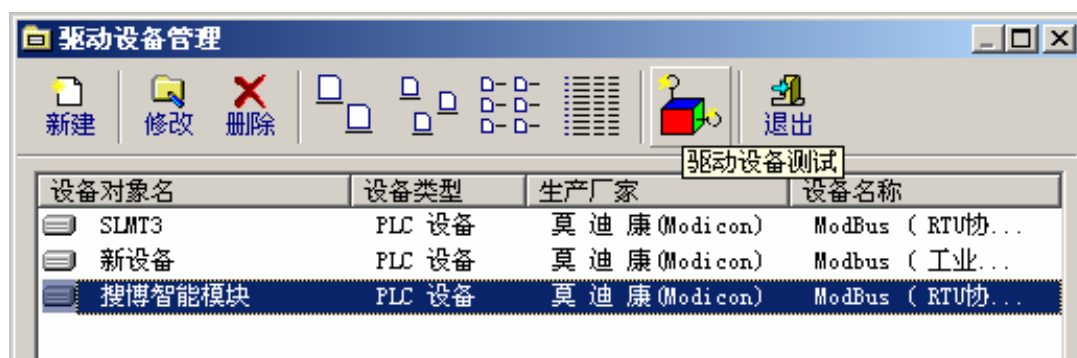 驱动设备管理
新建 修改 删除 退出
驱动设备测试
设备对象名 设备类型 生产厂家 设备名称
SLMT3 PLC 设备 莫迪康(Modicon) ModBus ( RTU协...
新设备 PLC 设备 莫迪康(Modicon) Modbus ( 工业...
搜博智能模块 PLC 设备 莫迪康(Modicon) ModBus ( RTU协...